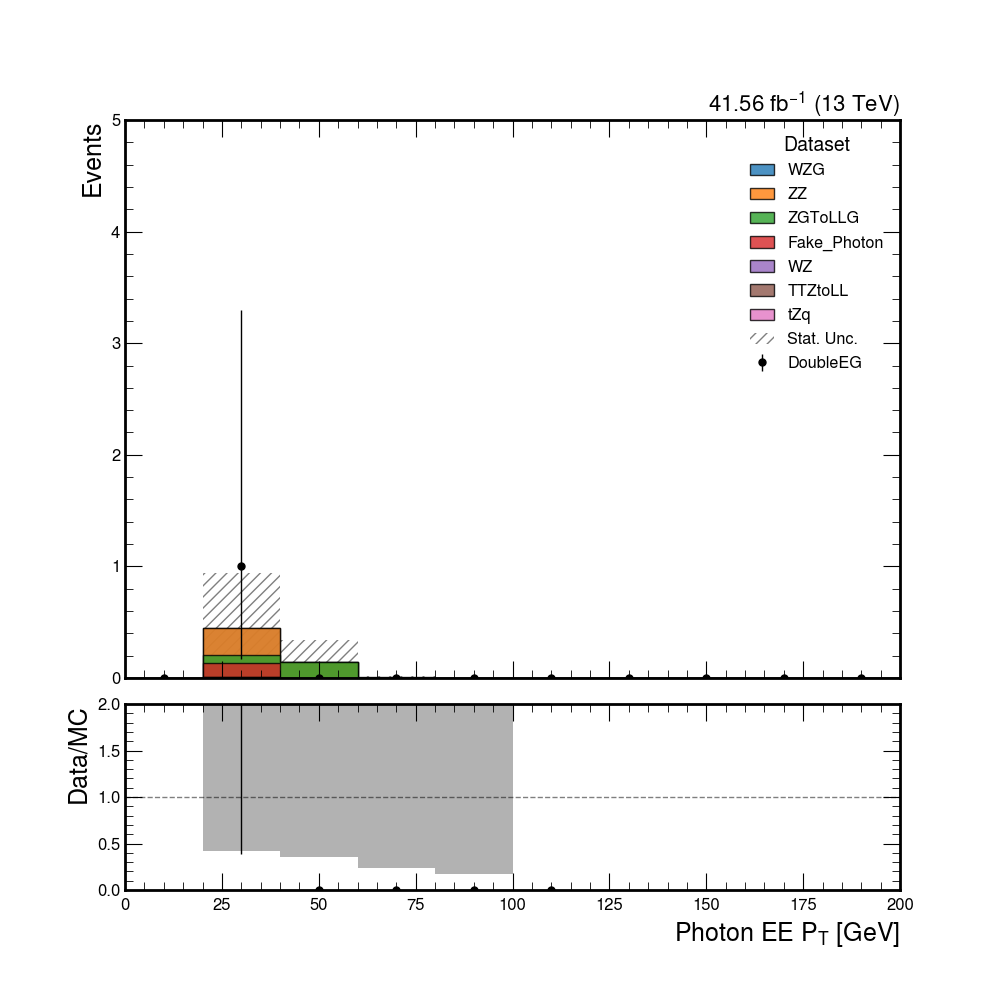 41.56 fb⁻¹ (13 TeV)
Events
5
4
3
2
1
0
Dataset
WZG
ZZ
ZGToLLG
Fake_Photon
WZ
TTZtoLL
tZq
Stat. Unc.
DoubleEG
Data/MC
2.0
1.5
1.0
0.5
0.0
0 25 50 75 100 125 150 175 200
Photon EE P_T [GeV]